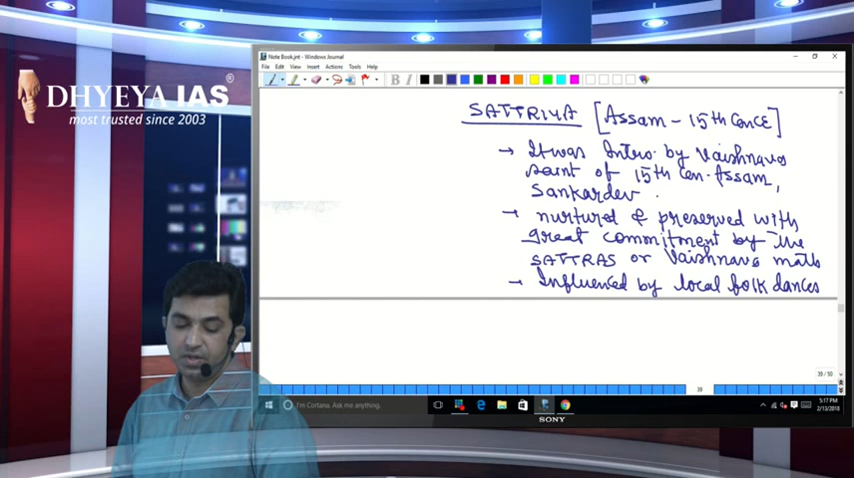 DHYEYA IAS®
most trusted since 2003
Note Book.jnt - Windows Journal
File Edit View Insert Actions Tools Help
SATTRIYA [Assam - 15th Cen CE]
→ It was Intro. by Vaishnava
saint of 15th Cen. Assam,
Sankardev.
→ nurtured & preserved with
great commitment by the
SATTRAS or Vaishnava maths
→ Influenced by local folk dances
39 / 50
38
I'm Cortana. Ask me anything.
5:17 PM
2/13/2018
SONY